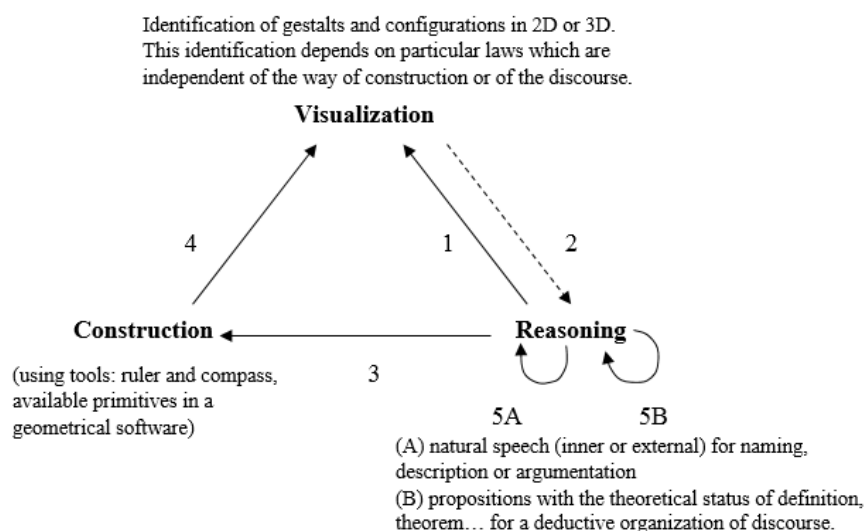 Identification of gestalts and configurations in 2D or 3D.
This identification depends on particular laws which are
independent of the way of construction or of the discourse.
Visualization
4
1
2
Construction
Reasoning
3
(using tools: ruler and compass,
available primitives in a
geometrical software)
5A
5B
(A) natural speech (inner or external) for naming,
description or argumentation
(B) propositions with the theoretical status of definition,
theorem… for a deductive organization of discourse.